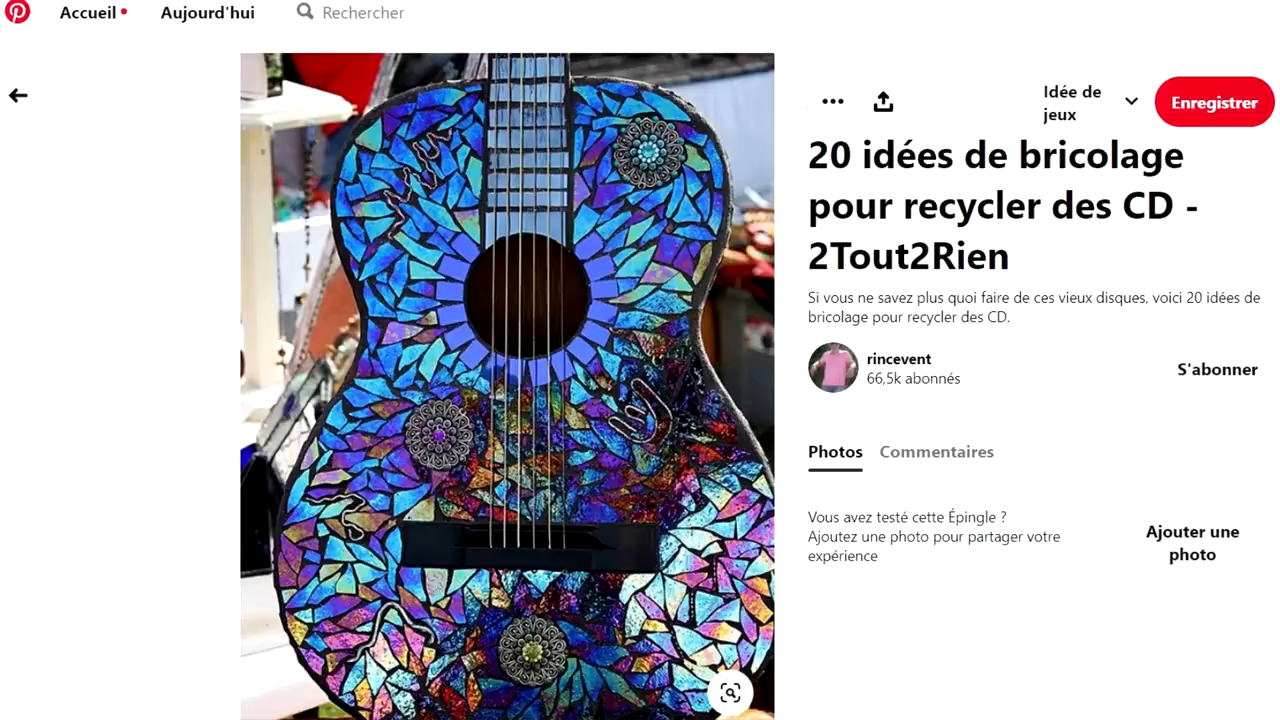 Accueil
Aujourd'hui
Rechercher
Idée de
jeux
Enregistrer
20 idées de bricolage
pour recycler des CD -
2Tout2Rien
Si vous ne savez plus quoi faire de ces vieux disques, voici 20 idées de
bricolage pour recycler des CD.
rincevent
66,5k abonnés
S'abonner
Photos
Commentaires
Vous avez testé cette Épingle ?
Ajoutez une photo pour partager votre
expérience
Ajouter une
photo